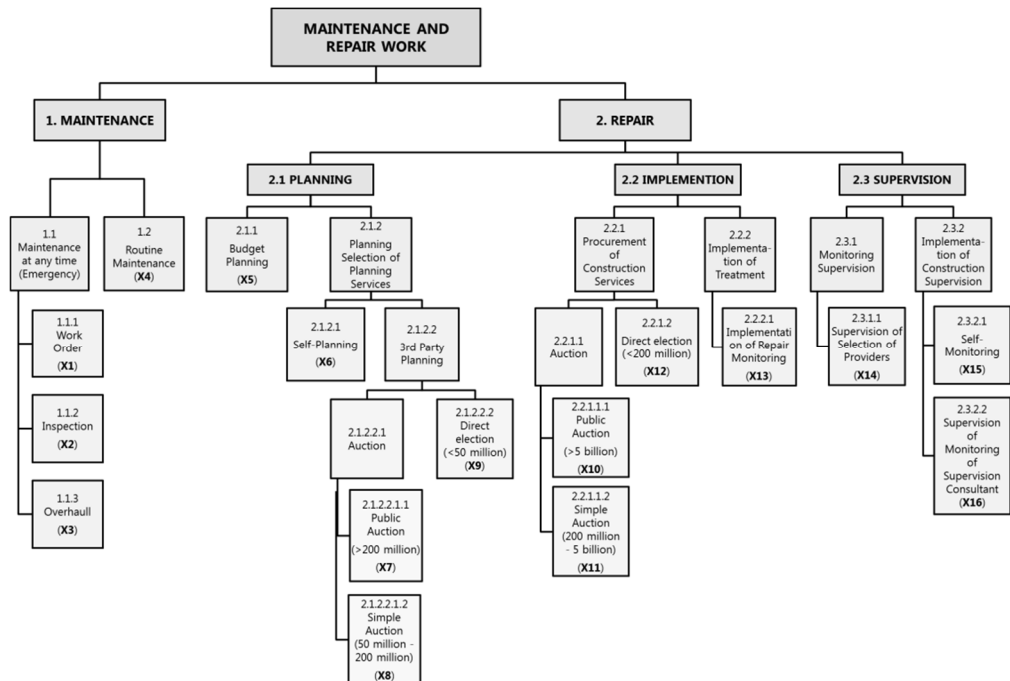 MAINTENANCE AND
REPAIR WORK
1. MAINTENANCE
2. REPAIR
2.1 PLANNING
2.2 IMPLEMENTION
2.3 SUPERVISION
1.1
Maintenance
at any time
(Emergency)
1.2
Routine
Maintenance
(X4)
2.1.1
Budget
Planning
(X5)
2.1.2
Planning
Selection of
Planning
Services
2.2.1
Procurement
of
Construction
Services
2.2.2
Implementa-
tion of
Treatment
2.3.1
Monitoring
Supervision
2.3.2
Implementa-
tion of
Construction
Supervision
1.1.1
Work
Order
(X1)
2.1.2.1
Self-Planning
(X6)
2.1.2.2
3rd Party
Planning
2.2.1.1
Auction
2.2.1.2
Direct election
(<200 million)
(X12)
2.2.2.1
Implementati
on of Repair
Monitoring
(X13)
2.3.1.1
Supervision of
Selection of
Providers
(X14)
2.3.2.1
Self-
Monitoring
(X15)
1.1.2
Inspection
(X2)
2.1.2.2.1
Auction
2.1.2.2.2
Direct
election
(<50 million)
(X9)
2.2.1.1.1
Public
Auction
(>5 billion)
(X10)
2.3.2.2
Supervision
of
Monitoring
of
Supervision
Consultant
(X16)
1.1.3
Overhaull
(X3)
2.1.2.2.1.1
Public
Auction
(>200 million)
(X7)
2.2.1.1.2
Simple
Auction
(200 million
- 5 billion)
(X11)
2.1.2.2.1.2
Simple
Auction
(50 million -
200 million)
(X8)